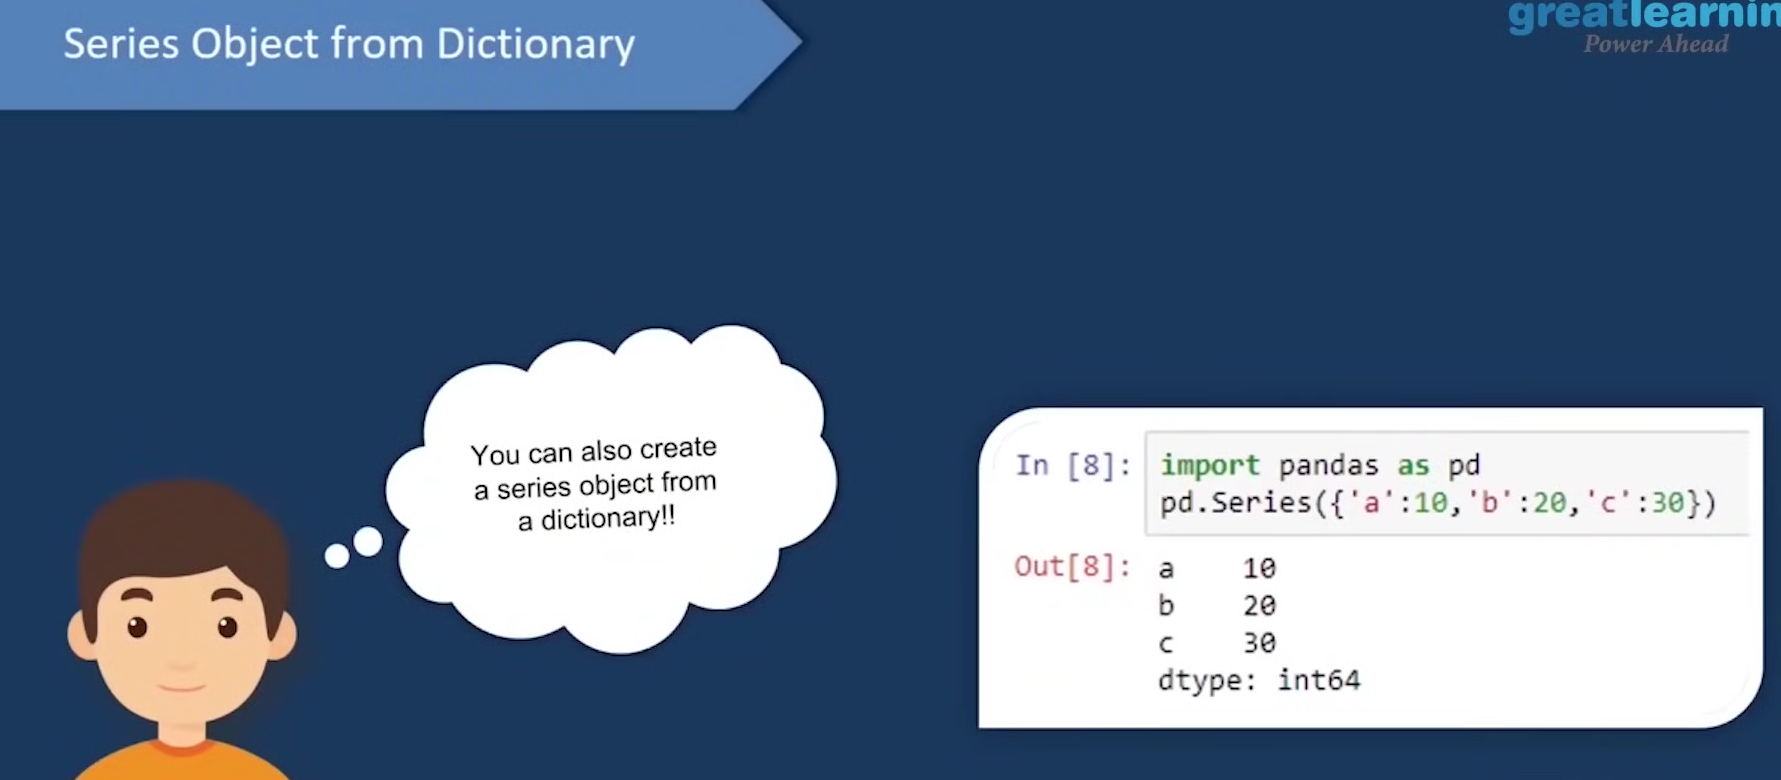 Series Object from Dictionary
greatlearnin
Power Ahead
You can also create
a series object from
a dictionary!!
In [8]: import pandas as pd
pd.Series({'a':10,'b':20,'c':30})
Out[8]: a 10
b 20
c 30
dtype: int64